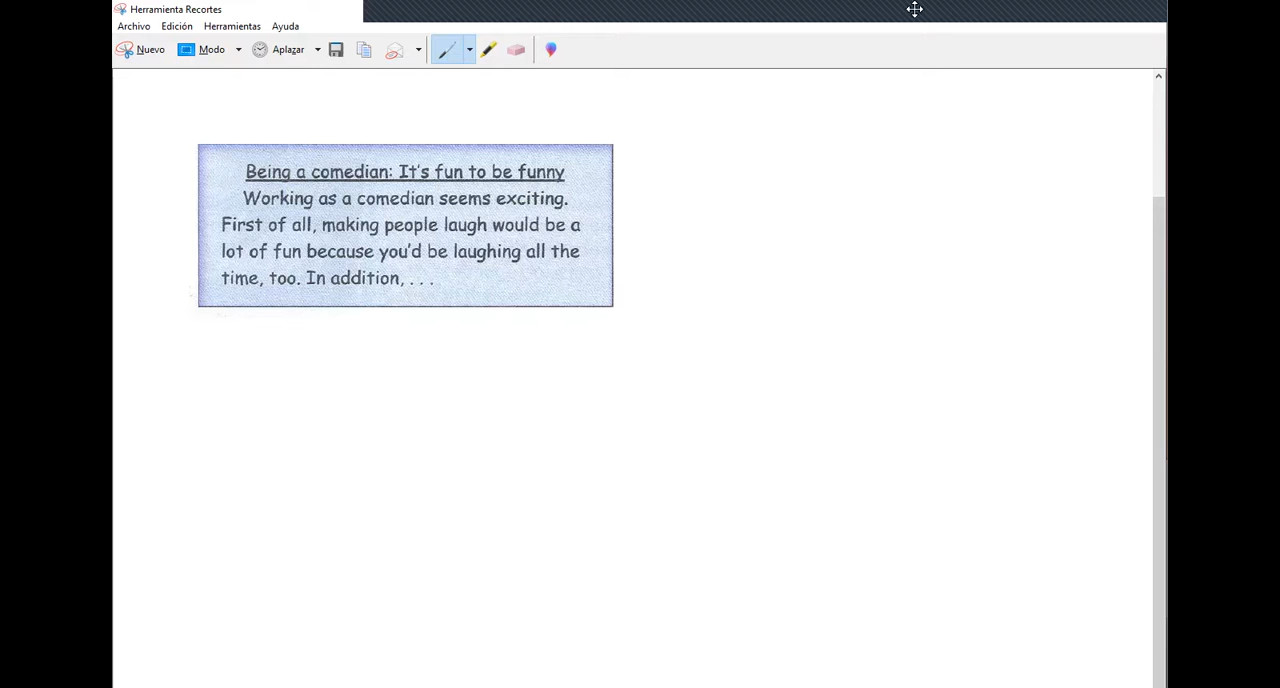 Herramienta Recortes
Archivo Edición Herramientas Ayuda
Nuevo Modo Aplazar
Being a comedian: It's fun to be funny
Working as a comedian seems exciting.
First of all, making people laugh would be a
lot of fun because you'd be laughing all the
time, too. In addition, . . .